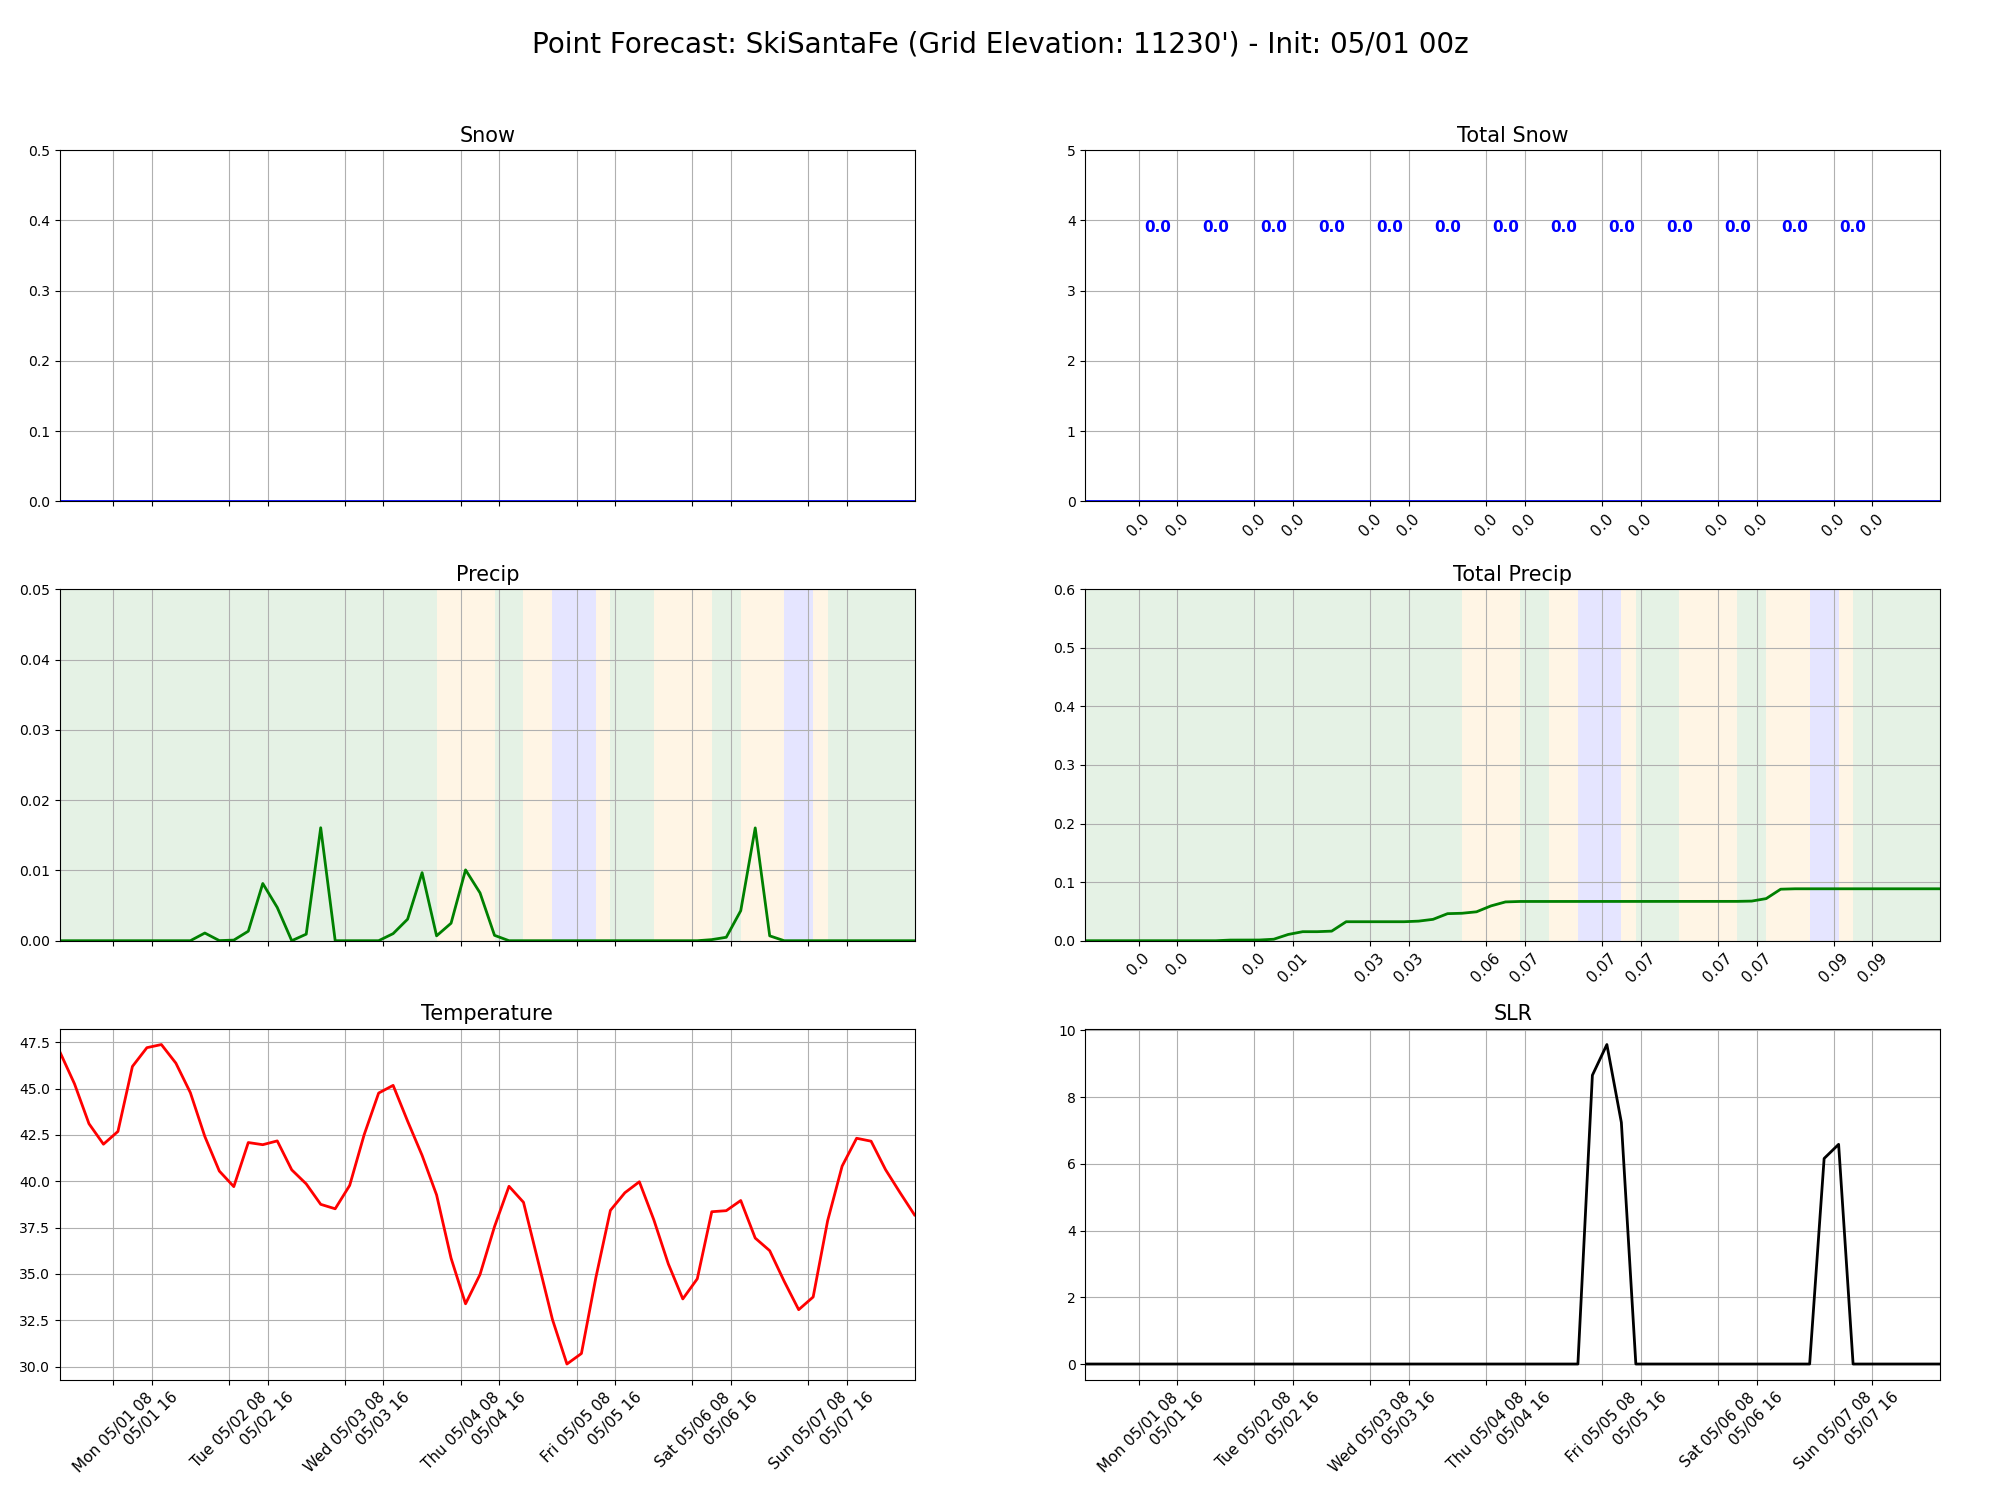 Point Forecast: SkiSantaFe (Grid Elevation: 11230') - Init: 05/01 00z
Snow
0.5
0.4
0.3
0.2
0.1
0.0
Total Snow
5
4
3
2
1
0
0.0 0.0 0.0 0.0 0.0 0.0 0.0 0.0 0.0 0.0 0.0 0.0 0.0
0.0 0.0 0.0 0.0 0.0 0.0 0.0 0.0 0.0 0.0 0.0 0.0 0.0 0.0
Precip
0.05
0.04
0.03
0.02
0.01
0.00
Total Precip
0.6
0.5
0.4
0.3
0.2
0.1
0.0
0.0 0.0 0.0 0.01 0.03 0.03 0.06 0.07 0.07 0.07 0.07 0.07 0.09 0.09
Temperature
47.5
45.0
42.5
40.0
37.5
35.0
32.5
30.0
Mon 05/01 08
05/01 16
Tue 05/02 08
05/02 16
Wed 05/03 08
05/03 16
Thu 05/04 08
05/04 16
Fri 05/05 08
05/05 16
Sat 05/06 08
05/06 16
Sun 05/07 08
05/07 16
SLR
10
8
6
4
2
0
Mon 05/01 08
05/01 16
Tue 05/02 08
05/02 16
Wed 05/03 08
05/03 16
Thu 05/04 08
05/04 16
Fri 05/05 08
05/05 16
Sat 05/06 08
05/06 16
Sun 05/07 08
05/07 16